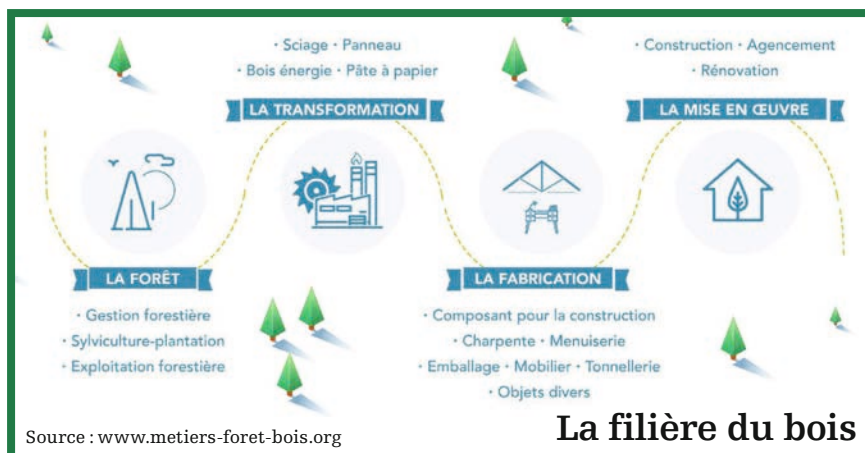 LA FORÊT
· Gestion forestière
· Sylviculture-plantation
· Exploitation forestière
· Sciage · Panneau
· Bois énergie · Pâte à papier
LA TRANSFORMATION
LA FABRICATION
· Composant pour la construction
· Charpente · Menuiserie
· Emballage · Mobilier · Tonnellerie
· Objets divers
· Construction · Agencement
· Rénovation
LA MISE EN ŒUVRE
Source : www.metiers-foret-bois.org
La filière du bois